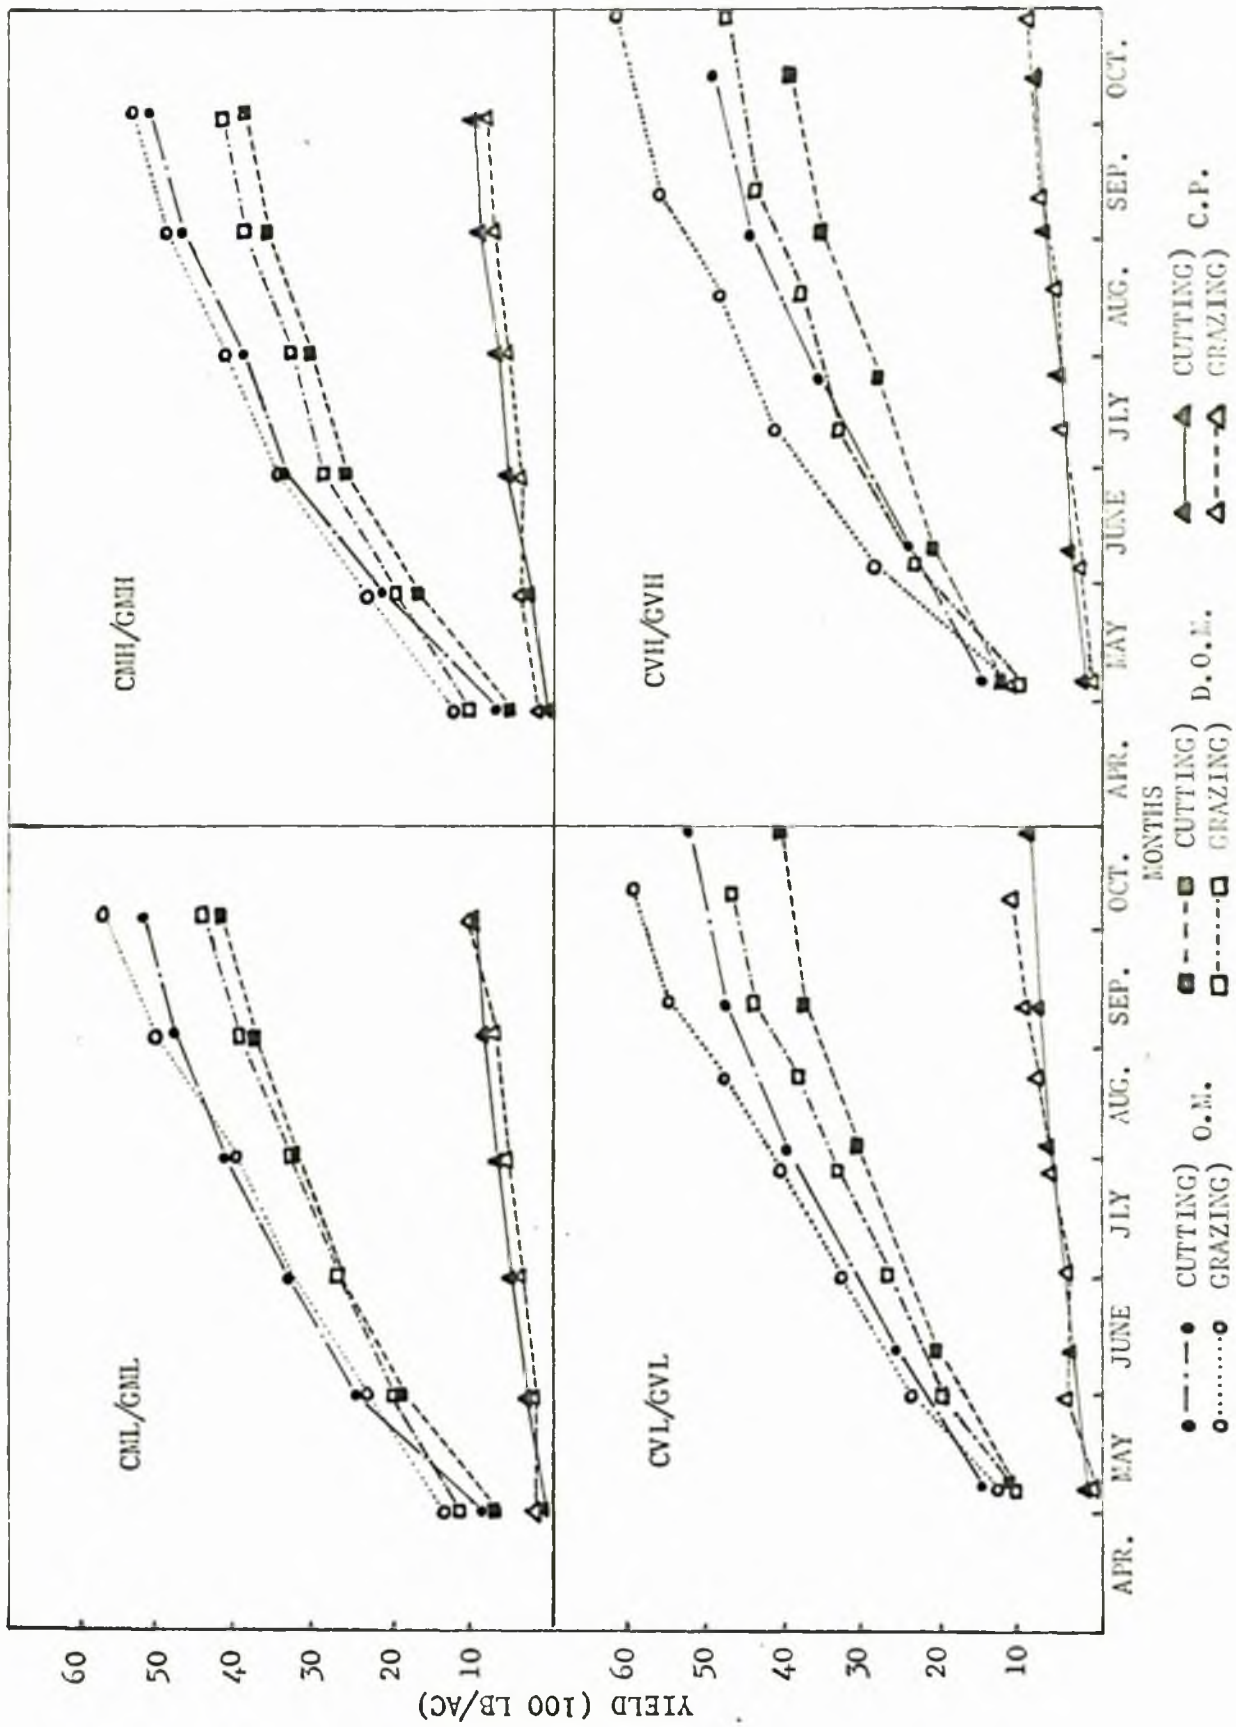 YIELD (100 LB/AC)
60
50
40
30
20
10
60
50
40
30
20
10
CML/GML
CMH/GMH
CVL/GVL
CVH/GVH
APR. MAY JUNE JLY AUG. SEP. OCT.
APR. MAY JUNE JLY AUG. SEP. OCT.
MONTHS
CUTTING) O.M.
GRAZING)
CUTTING) D.O.M.
GRAZING)
CUTTING) C.P.
GRAZING)